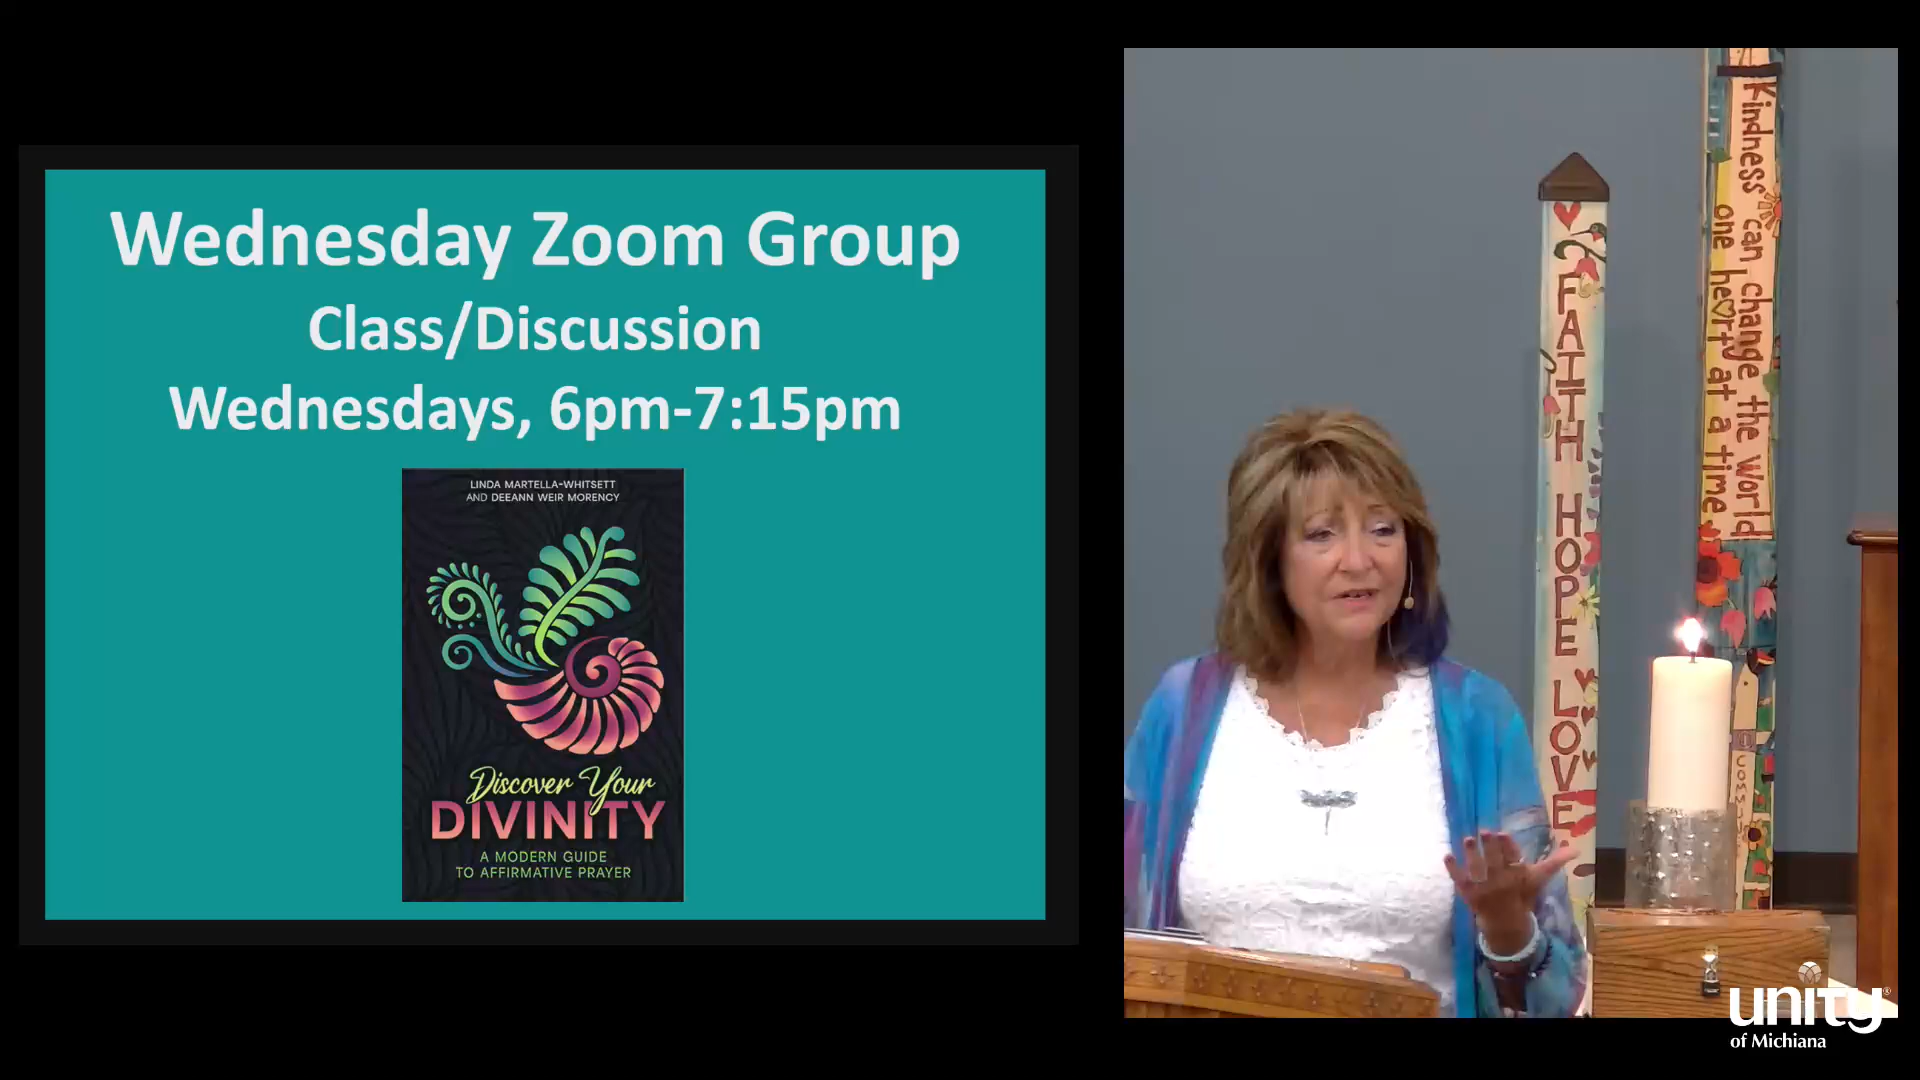 Wednesday Zoom Group
Class/Discussion
Wednesdays, 6pm-7:15pm
LINDA MARTELLA-WHITSETT
AND DEEANN WEIR MORENCY
Discover Your
DIVINITY
A MODERN GUIDE
TO AFFIRMATIVE PRAYER
FAITH HOPE LOVE
Kindness can change the world
one heart at a time
unity®
of Michiana